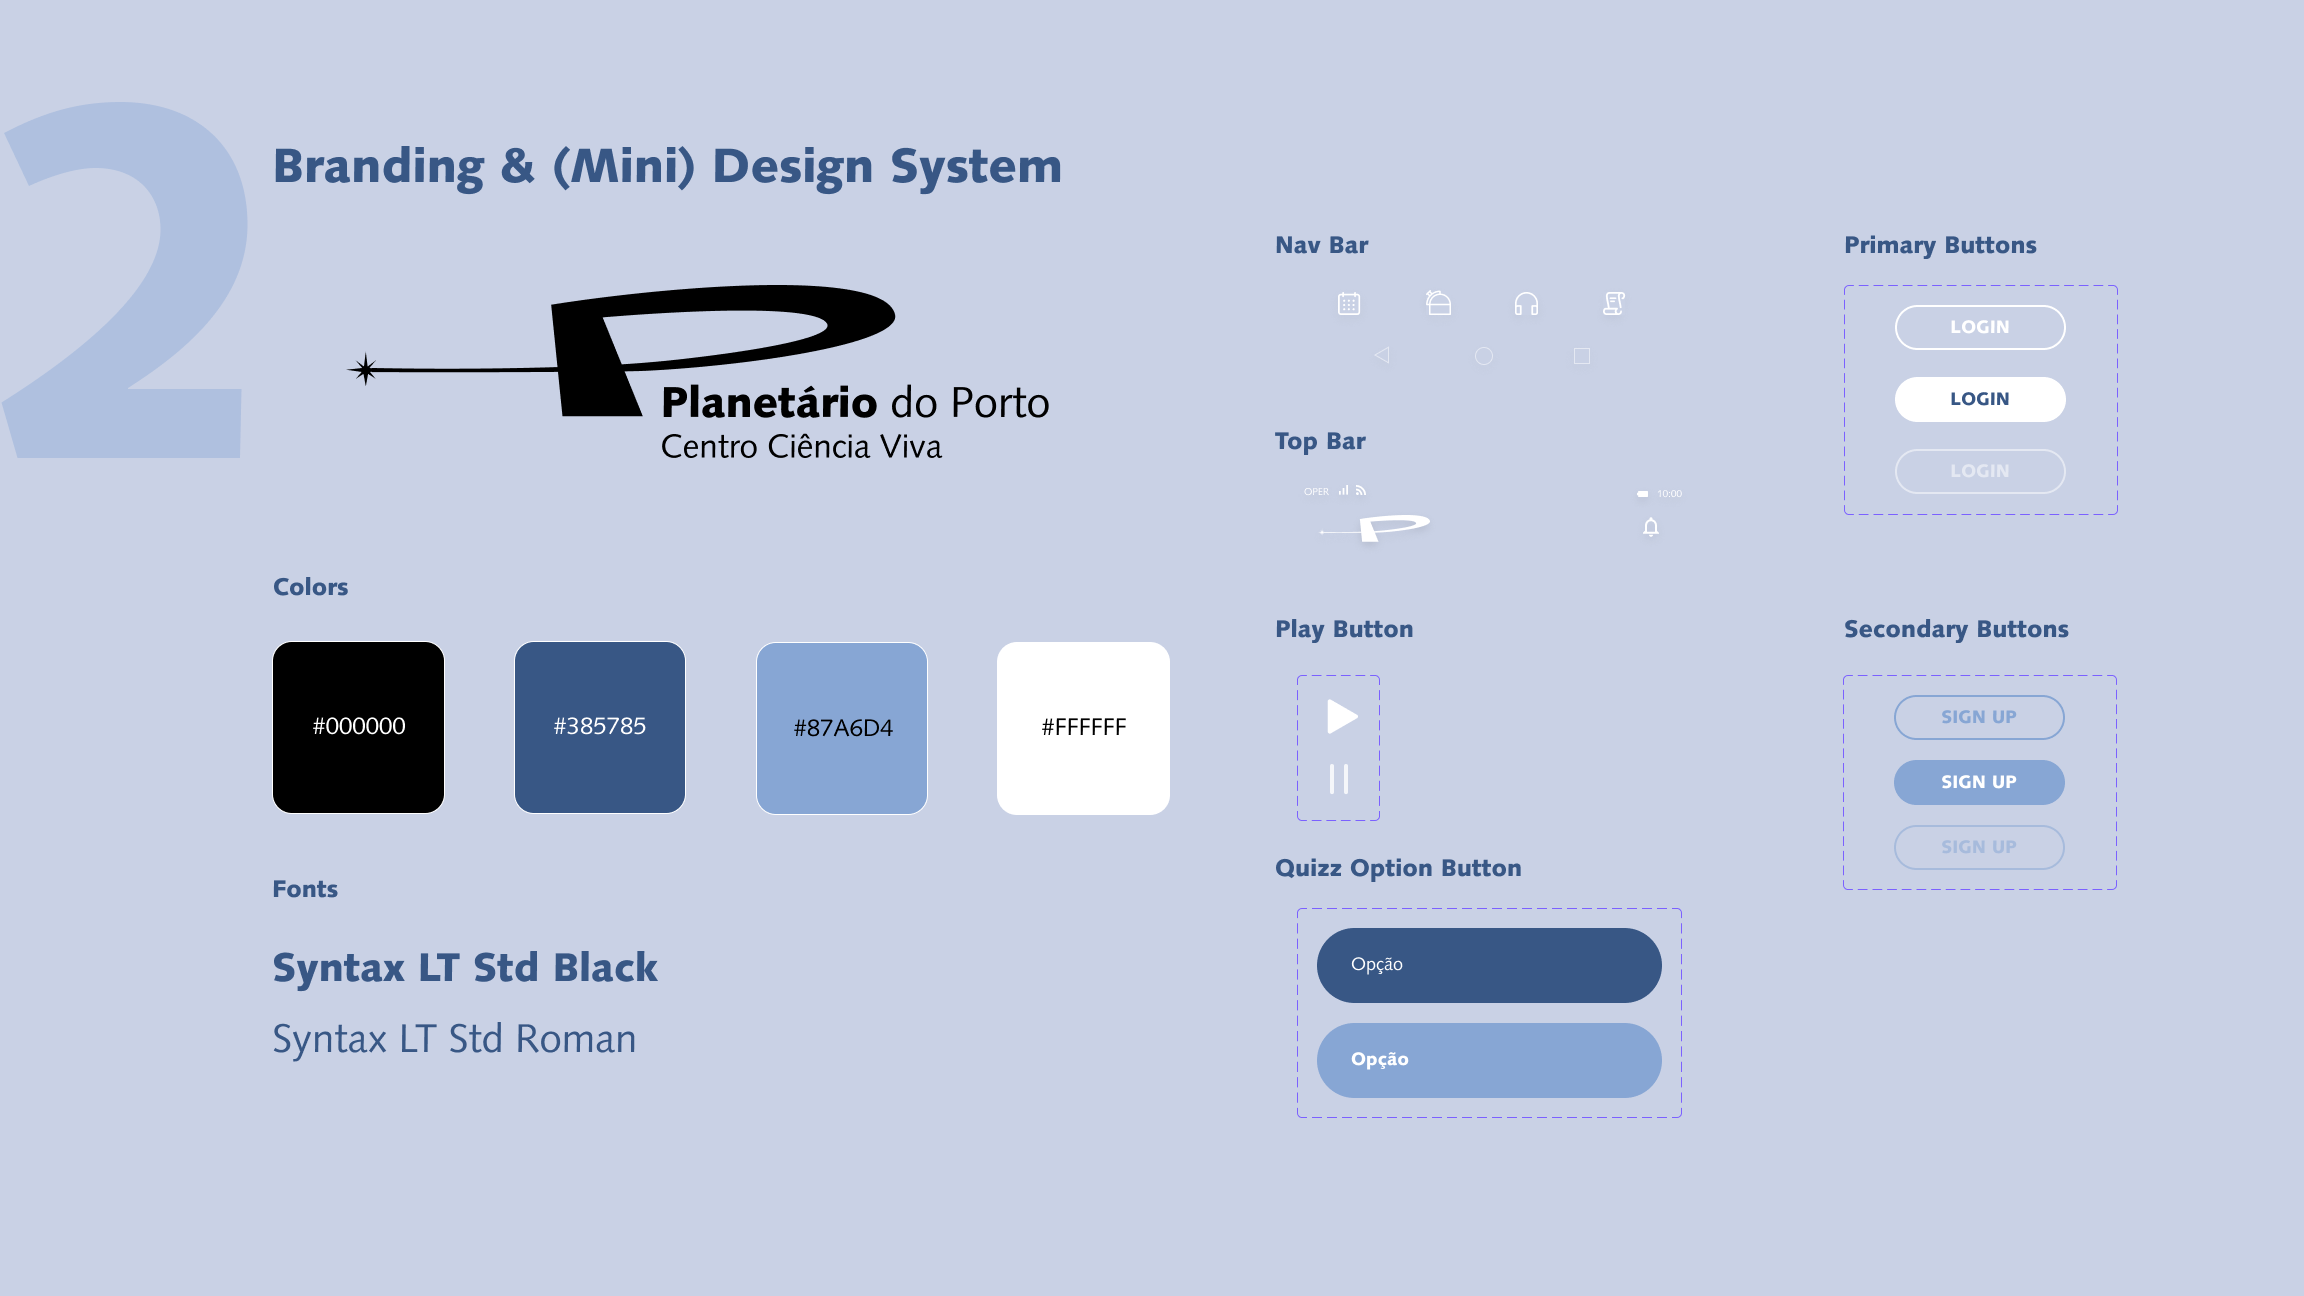 2
Branding & (Mini) Design System
Planetário do Porto
Centro Ciência Viva
Colors
#000000
#385785
#87A6D4
#FFFFFF
Fonts
Syntax LT Std Black
Syntax LT Std Roman
Nav Bar
Top Bar
OPER
10:00
Play Button
Quizz Option Button
Opção
Opção
Primary Buttons
LOGIN
LOGIN
LOGIN
Secondary Buttons
SIGN UP
SIGN UP
SIGN UP